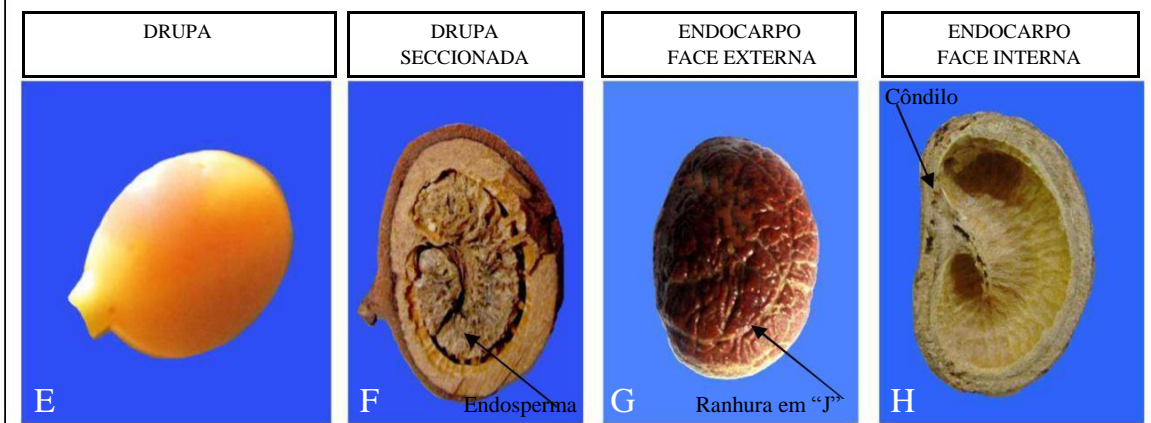 DRUPA
DRUPA
SECCIONADA
ENDOCARPO
FACE EXTERNA
ENDOCARPO
FACE INTERNA
Côndilo
E
F
Endosperma
G
Ranhura em “J”
H